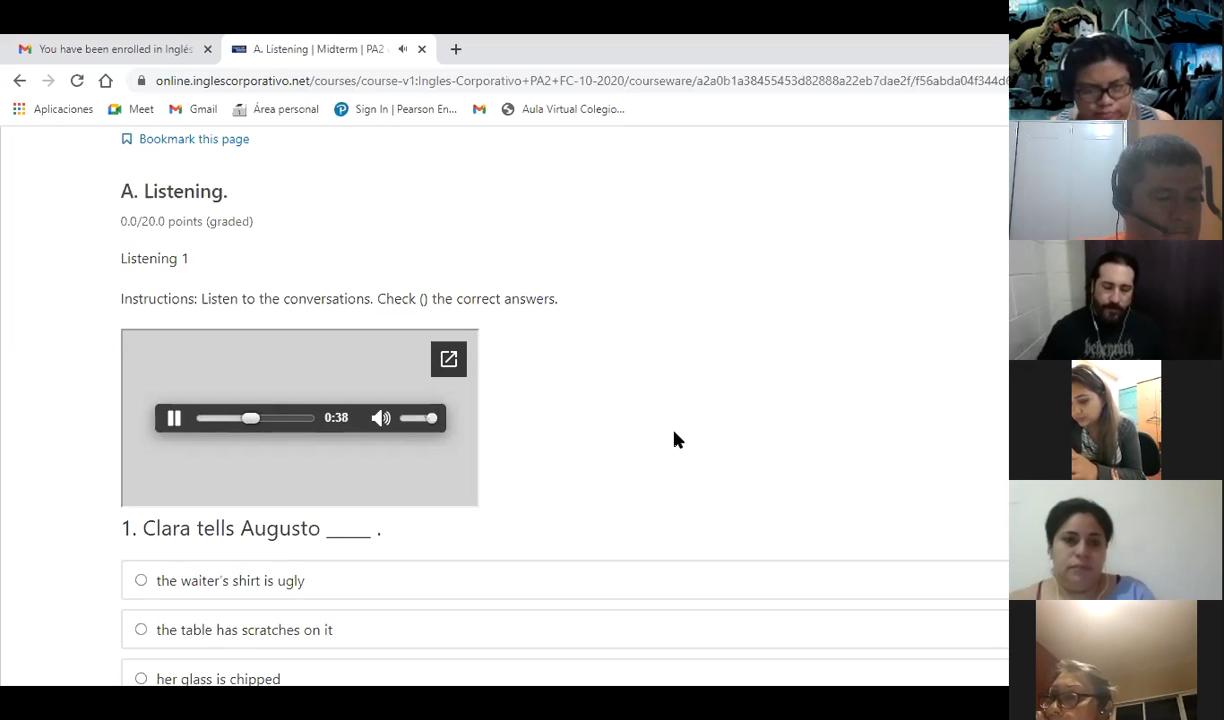 You have been enrolled in Inglés
A. Listening | Midterm | PA2
online.inglescorporativo.net/courses/course-v1:Ingles-Corporativo+PA2+FC-10-2020/courseware/a2a0b1a38455453d82888a22eb7dae2f/f56abda04f344d
Aplicaciones Meet Gmail Área personal Sign In | Pearson En... Aula Virtual Colegio...
Bookmark this page
A. Listening.
0.0/20.0 points (graded)
Listening 1
Instructions: Listen to the conversations. Check () the correct answers.
0:38
1. Clara tells Augusto _____ .
the waiter's shirt is ugly
the table has scratches on it
her glass is chipped
behemoth